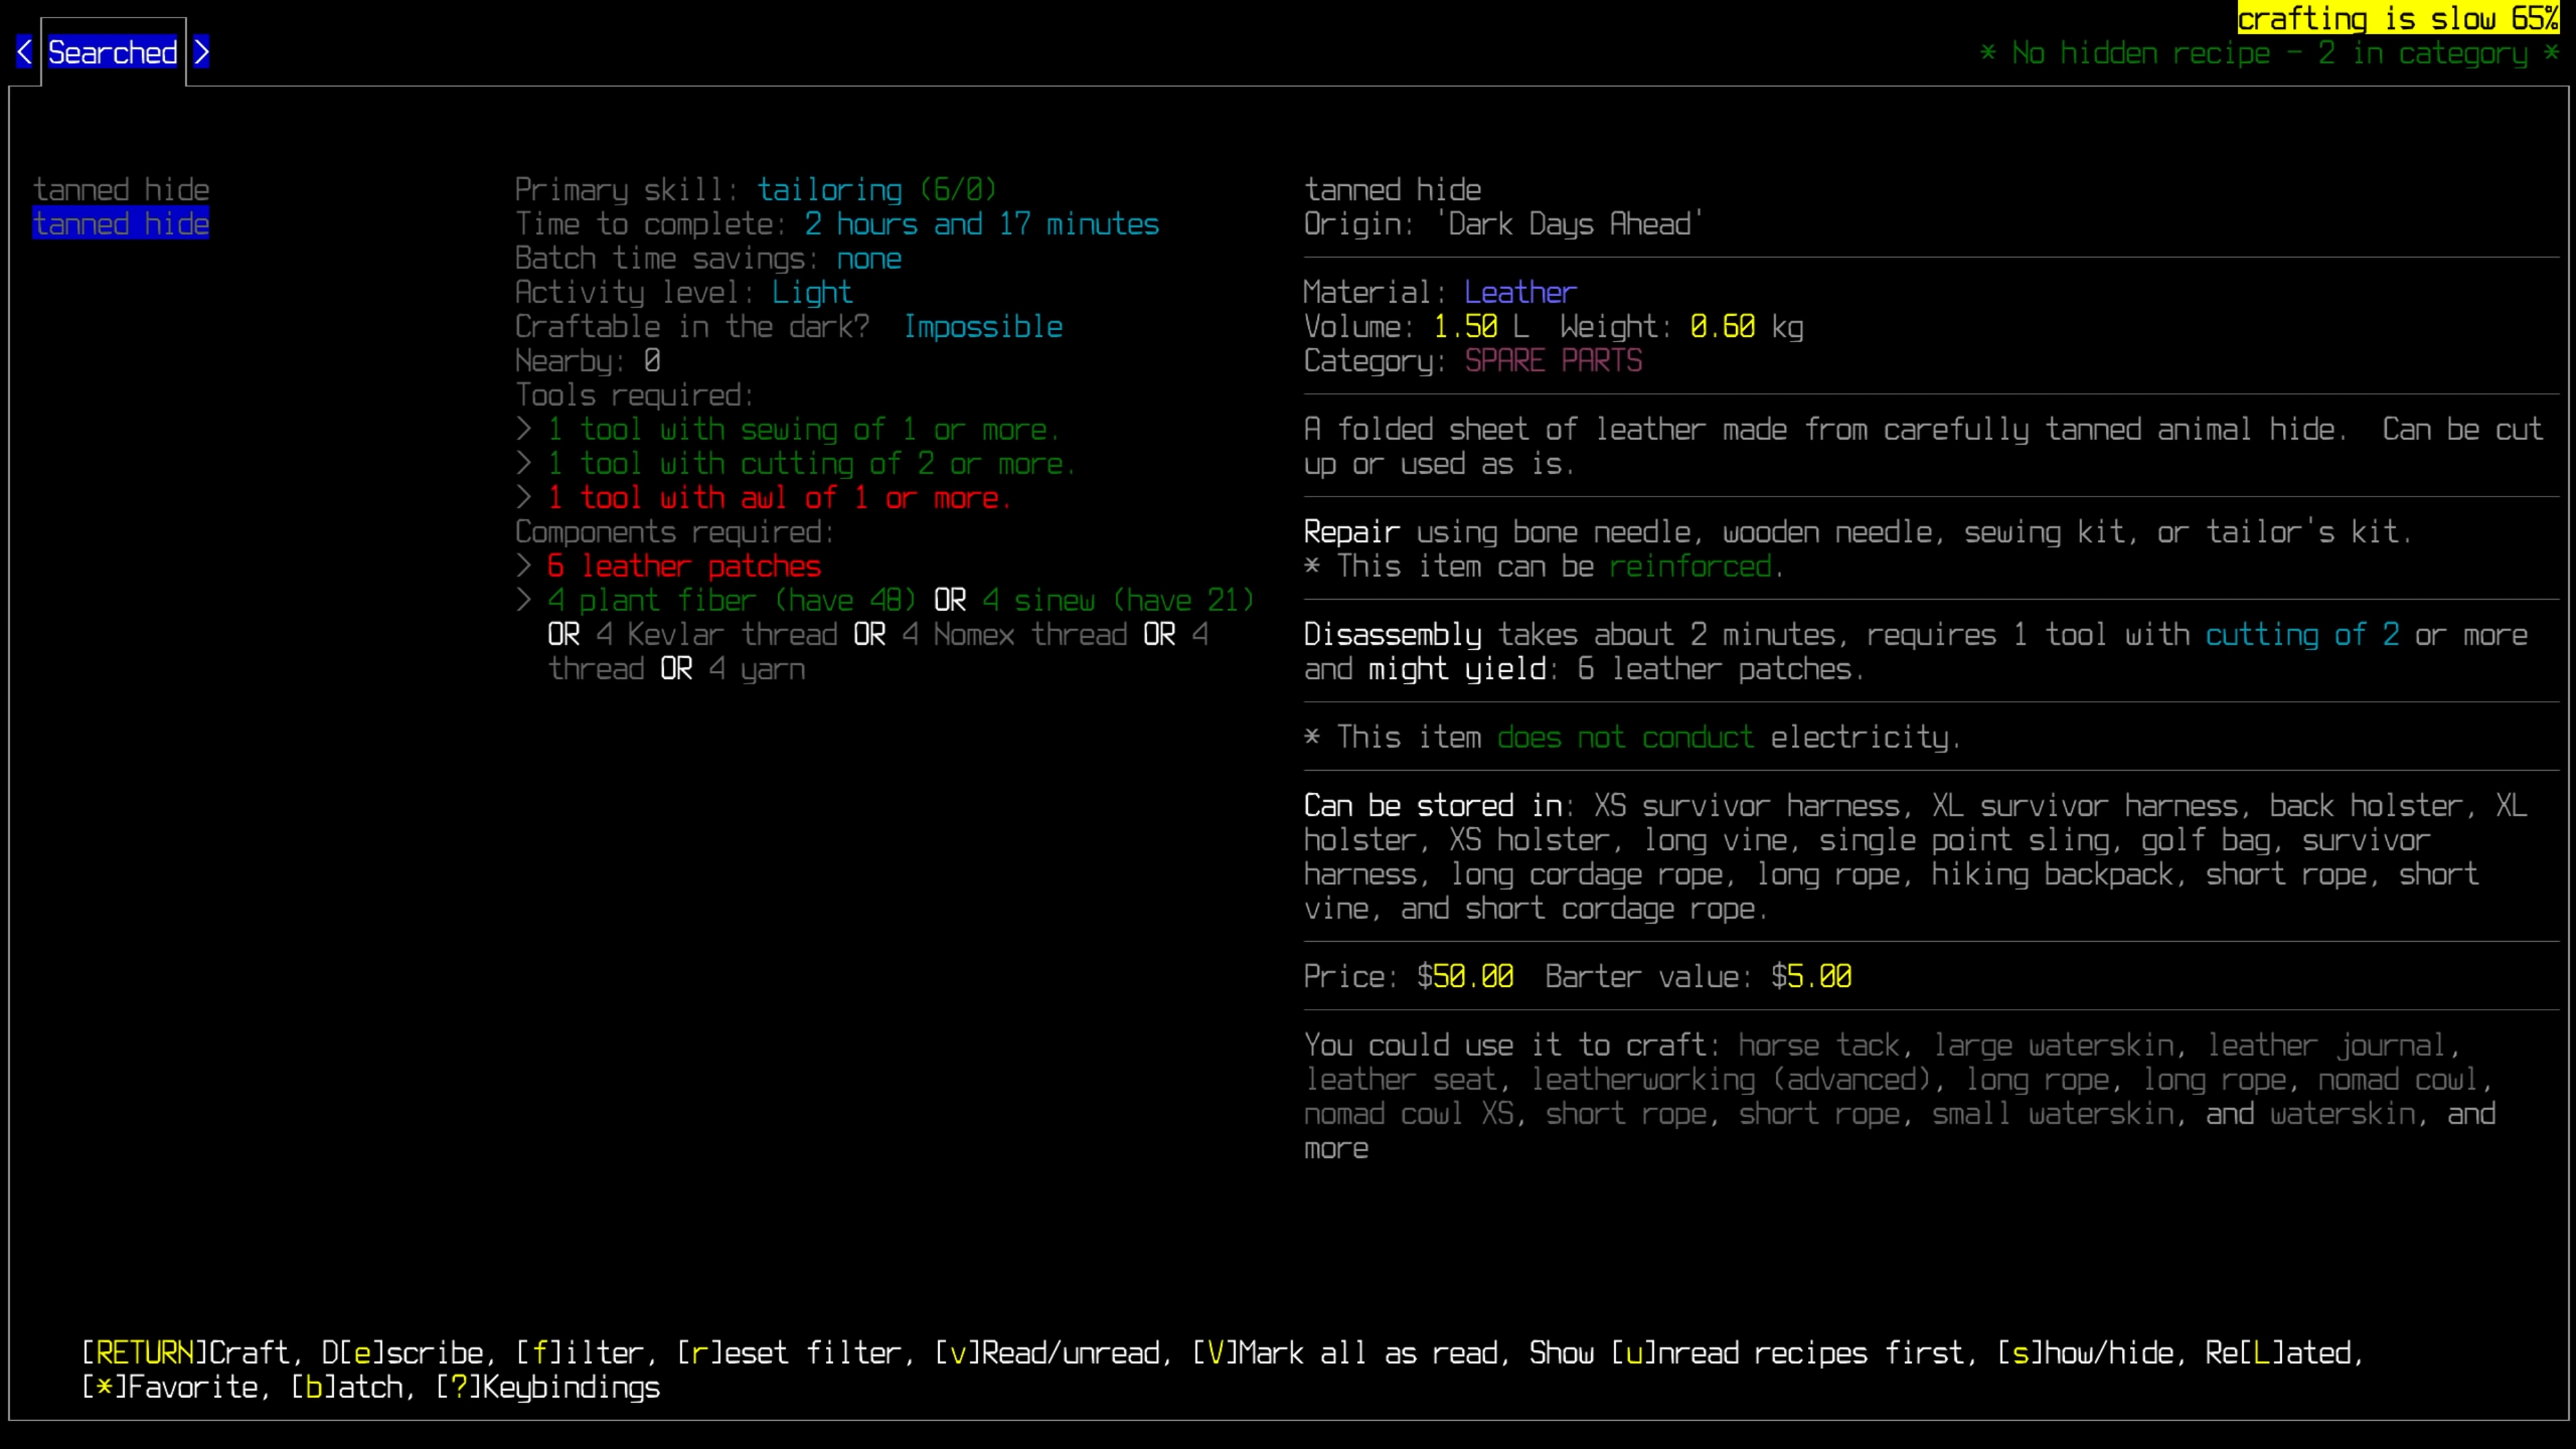 crafting is slow 65%
< Searched >
* No hidden recipe - 2 in category *
tanned hide
tanned hide
Primary skill: tailoring (6/0)
Time to complete: 2 hours and 17 minutes
Batch time savings: none
Activity level: Light
Craftable in the dark?  Impossible
Nearby: 0
Tools required:
> 1 tool with sewing of 1 or more.
> 1 tool with cutting of 2 or more.
> 1 tool with awl of 1 or more.
Components required:
> 6 leather patches
> 4 plant fiber (have 48) OR 4 sinew (have 21)
OR 4 Kevlar thread OR 4 Nomex thread OR 4
thread OR 4 yarn
tanned hide
Origin: 'Dark Days Ahead'
Material: Leather
Volume: 1.50 L  Weight: 0.60 kg
Category: SPARE PARTS
A folded sheet of leather made from carefully tanned animal hide.  Can be cut
up or used as is.
Repair using bone needle, wooden needle, sewing kit, or tailor's kit.
* This item can be reinforced.
Disassembly takes about 2 minutes, requires 1 tool with cutting of 2 or more
and might yield: 6 leather patches.
* This item does not conduct electricity.
Can be stored in: XS survivor harness, XL survivor harness, back holster, XL
holster, XS holster, long vine, single point sling, golf bag, survivor
harness, long cordage rope, long rope, hiking backpack, short rope, short
vine, and short cordage rope.
Price: $50.00  Barter value: $5.00
You could use it to craft: horse tack, large waterskin, leather journal,
leather seat, leatherworking (advanced), long rope, long rope, nomad cowl,
nomad cowl XS, short rope, short rope, small waterskin, and waterskin, and
more
[RETURN]Craft, D[e]scribe, [f]ilter, [r]eset filter, [v]Read/unread, [V]Mark all as read, Show [u]nread recipes first, [s]how/hide, Re[L]ated,
[*]Favorite, [b]atch, [?]Keybindings